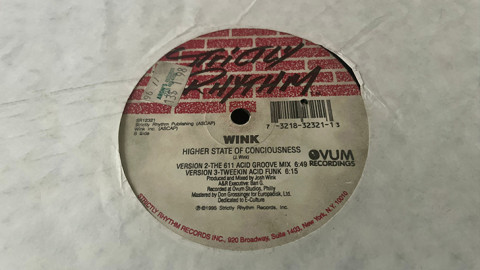 STRICTLY
RHYTHM
SR12321
Strictly Rhythm Publishing (ASCAP)
Wink Inc. (ASCAP)
7 -3218-32321-1 3
WINK
HIGHER STATE OF CONCIOUSNESS
(J. Wink)
VERSION 2-THE 611 ACID GROOVE MIX 6:49
VERSION 3-TWEEKIN ACID FUNK 6:15
OVUM
RECORDINGS
Produced and Mixed by Josh Wink
A&R Executive: Bari G.
Recorded at Ovum Studios, Philly
Mastered by Don Grossinger for Europadisk, Ltd.
Dedicated to E-Culture
℗©1995 Strictly Rhythm Records, Inc.
STRICTLY RHYTHM RECORDS INC., 920 Broadway, Suite 1403, New York, N.Y. 10010